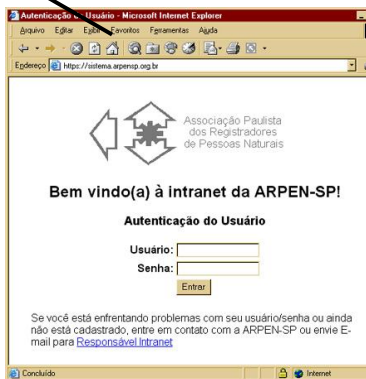 Autenticação do Usuário - Microsoft Internet Explorer
Arquivo Editar Exibir Favoritos Ferramentas Ajuda
Endereço https://sistema.arpensp.org.br
Associação Paulista
dos Registradores
de Pessoas Naturais
Bem vindo(a) à intranet da ARPEN-SP!
Autenticação do Usuário
Usuário:
Senha:
Entrar
Se você está enfrentando problemas com seu usuário/senha ou ainda
não está cadastrado, entre em contato com a ARPEN-SP ou envie E-
mail para Responsável Intranet
Concluído Internet